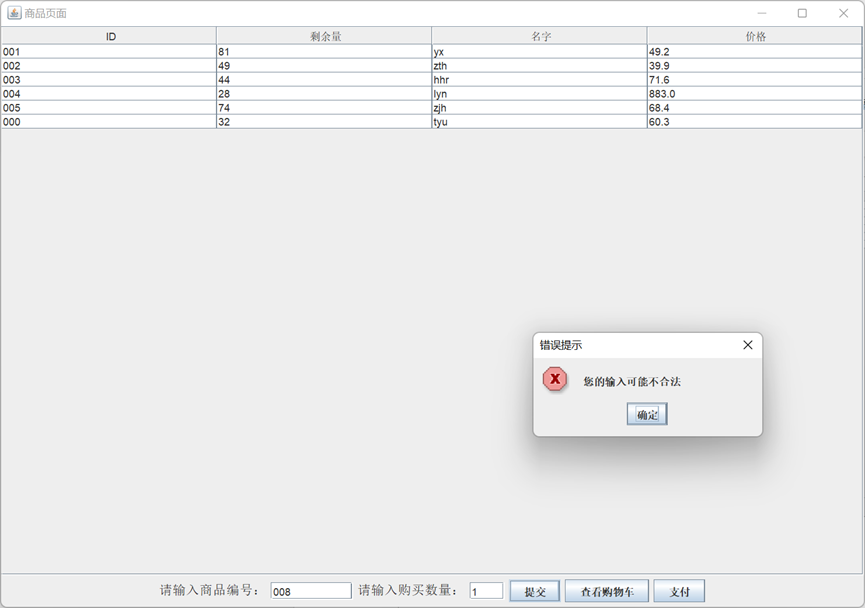 商品页面
ID 剩余量 名字 价格
001 81 yx 49.2
002 49 zth 39.9
003 44 hhr 71.6
004 28 lyn 883.0
005 74 zjh 68.4
000 32 tyu 60.3
错误提示
X 您的输入可能不合法
确定
请输入商品编号： 008 请输入购买数量： 1 提交 查看购物车 支付